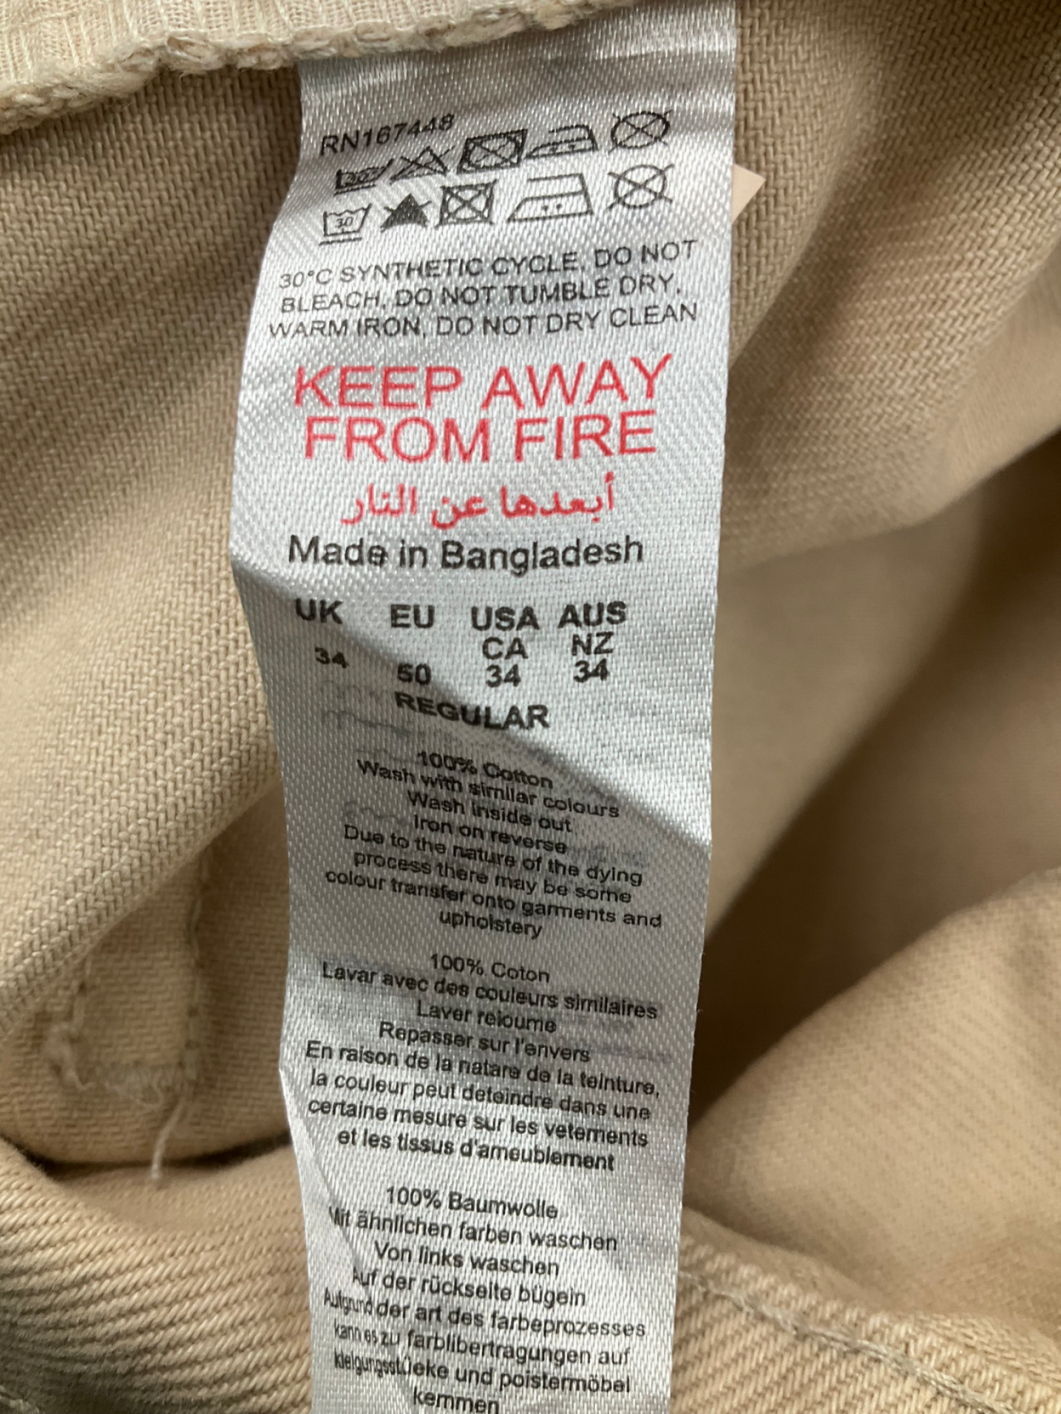 RN167448
30
30°C SYNTHETIC CYCLE, DO NOT
BLEACH, DO NOT TUMBLE DRY,
WARM IRON, DO NOT DRY CLEAN
KEEP AWAY
FROM FIRE
أبعدها عن النار
Made in Bangladesh
UK EU USA AUS
CA NZ
34 50 34 34
REGULAR
100% Cotton
Wash with similar colours
Wash inside out
Iron on reverse
Due to the nature of the dying
process there may be some
colour transfer onto garments and
upholstery
100% Coton
Lavar avec des couleurs similaires
Laver reloume
Repasser sur l'envers
En raison de la natare de la teinture,
la couleur peut deteindre dans une
certaine mesure sur les vetements
et les tissus d'ameublement
100% Baumwolle
Mit ähnlichen farben waschen
Von links waschen
Auf der rückseite bügein
Aufgrund der art des farbeprozesses
kann es zu farblibertragungen auf
kleigungsstüeke und poistermöbel
kemmen